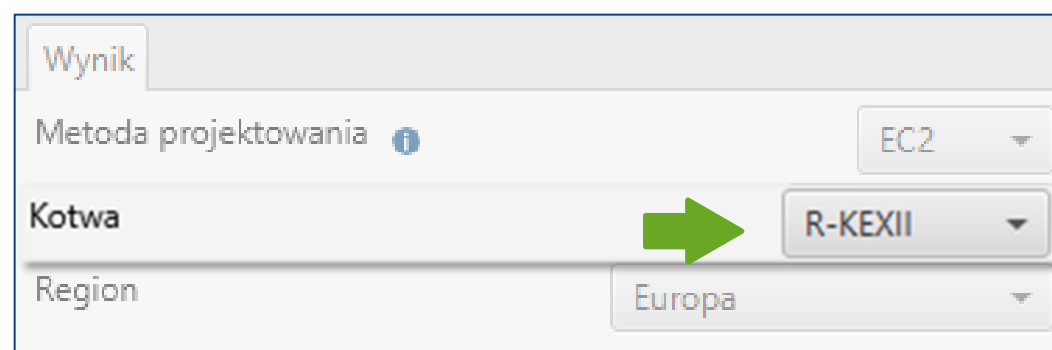 Wynik
Metoda projektowania EC2
Kotwa R-KEXII
Region Europa